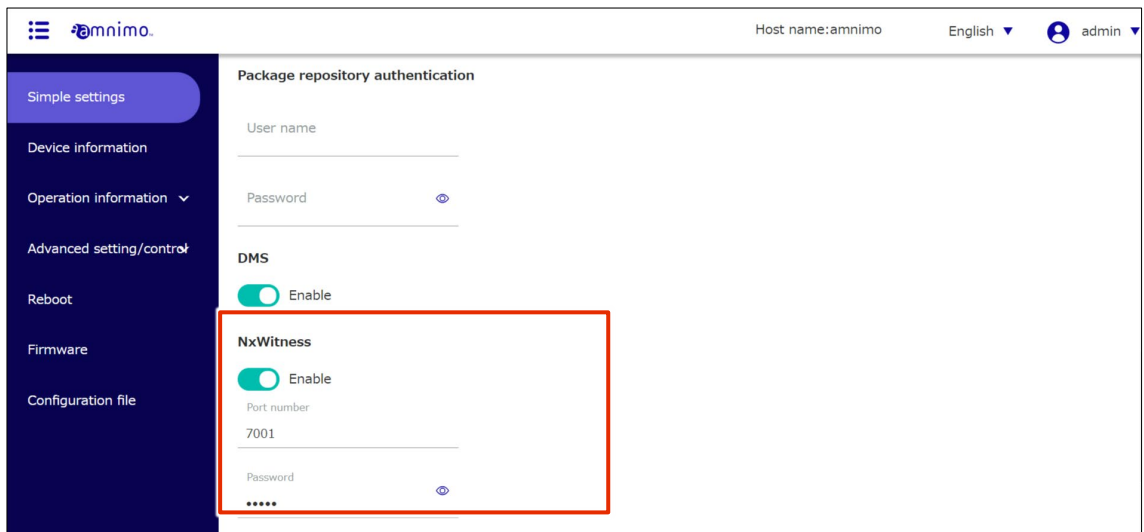 amnimo
Host name:amnimo
English
admin
Simple settings
Device information
Operation information
Advanced setting/control
Reboot
Firmware
Configuration file
Package repository authentication
User name
Password
DMS
Enable
NxWitness
Enable
Port number
7001
Password
•••••